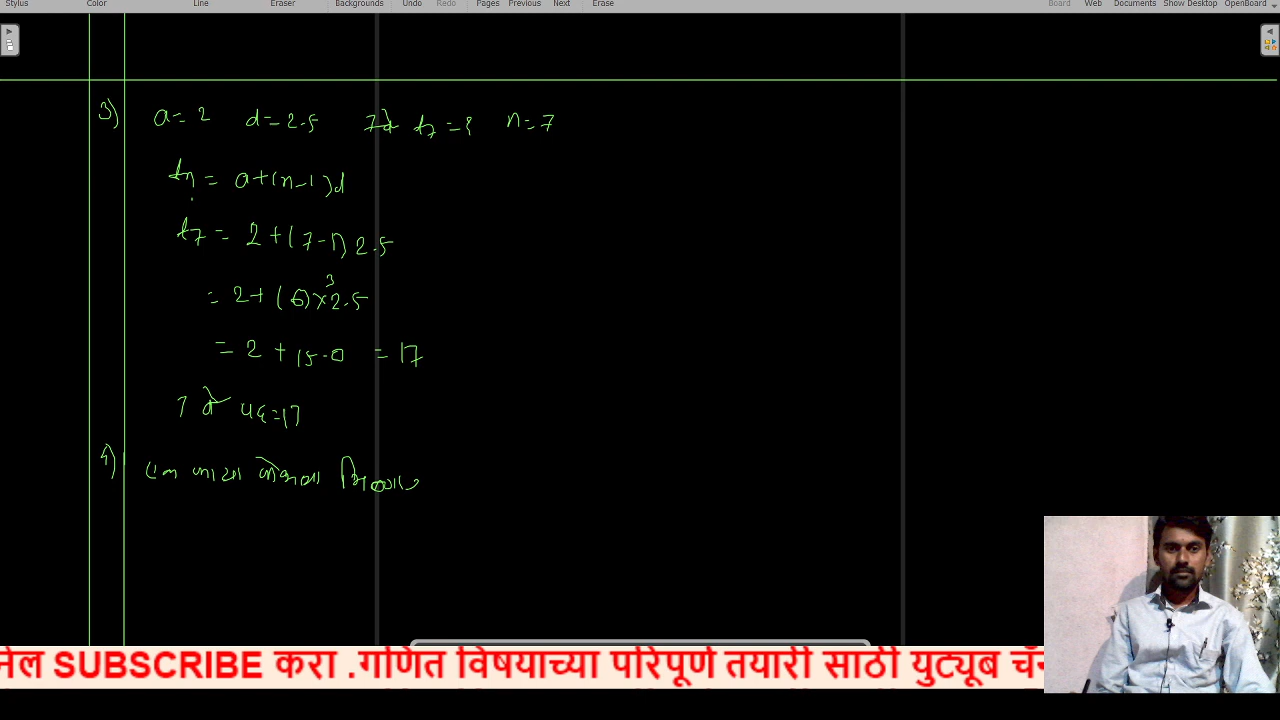 Stylus Color Line Eraser Backgrounds Undo Redo Pages Previous Next Erase Board Web Documents Show Desktop OpenBoard
3) a = 2 d = 2.5 7वे t7 = ? n = 7
tn = a+(n-1)d
t7 = 2+(7-1) 2.5
= 2+(6)×2.5 3
= 2 + 15.0 = 17
7 वे पद = 17
4)
नेल SUBSCRIBE करा .गणित विषयाच्या परिपूर्ण तयारी साठी युट्यूब चॅन